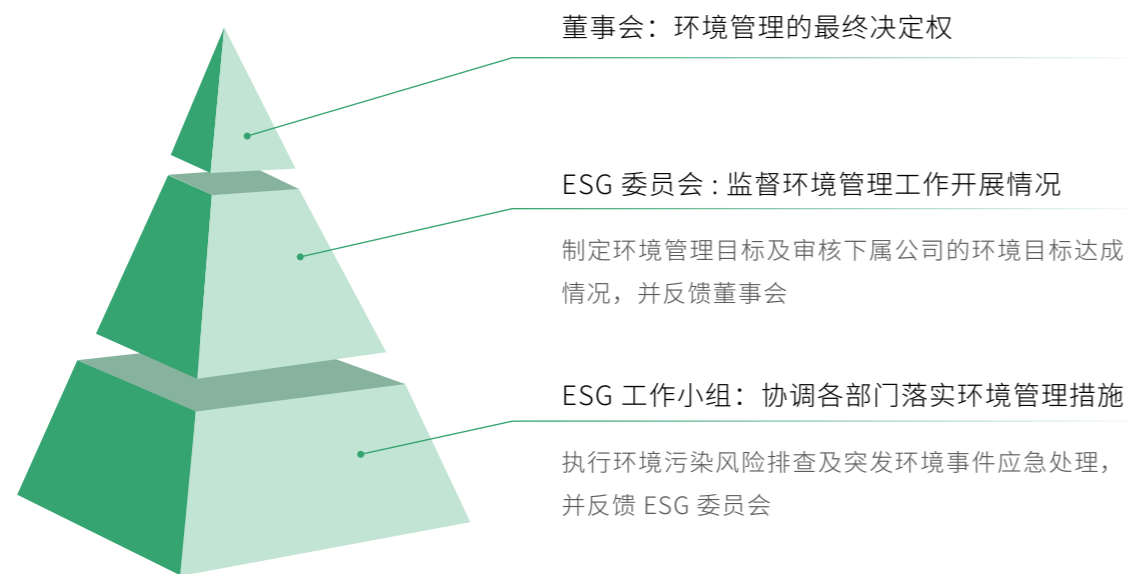 董事会：环境管理的最终决定权
ESG 委员会 : 监督环境管理工作开展情况
制定环境管理目标及审核下属公司的环境目标达成
情况，并反馈董事会
ESG 工作小组：协调各部门落实环境管理措施
执行环境污染风险排查及突发环境事件应急处理，
并反馈 ESG 委员会